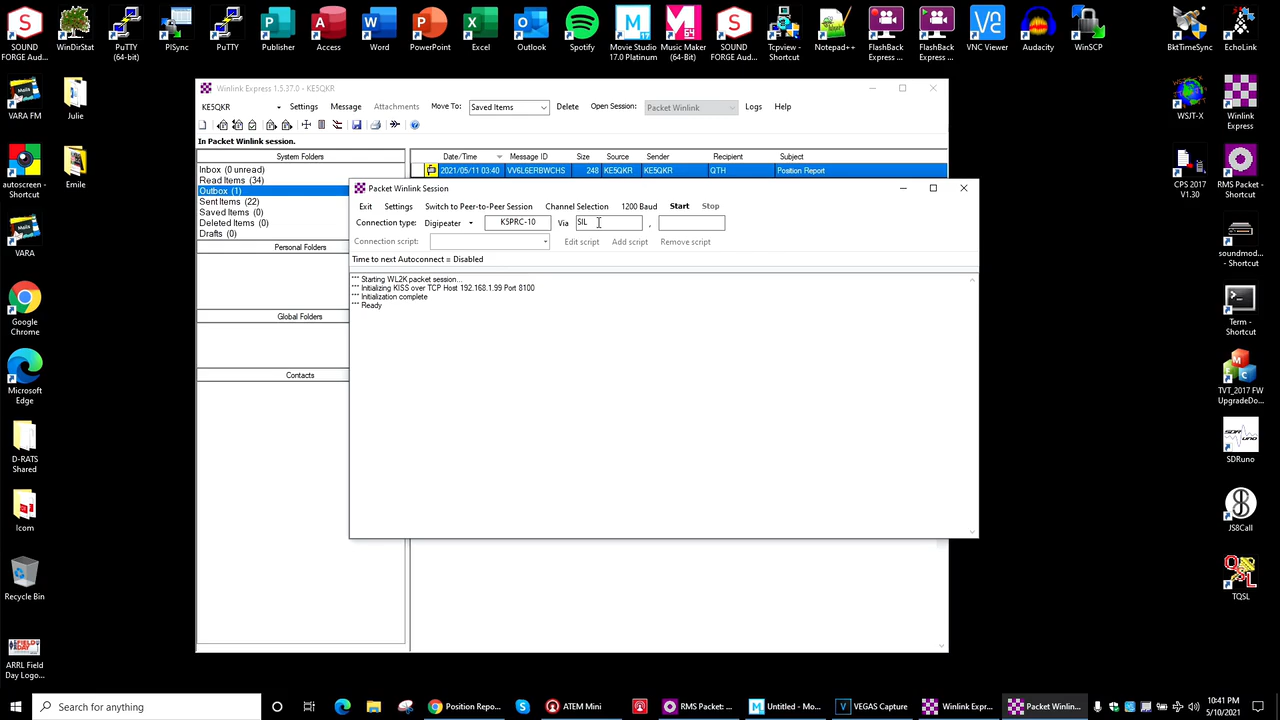 SOUND FORGE Aud...
WinDirStat
PuTTY (64-bit)
PiSync
PuTTY
Publisher
Access
Word
PowerPoint
Excel
Outlook
Spotify
Movie Studio 17.0 Platinum
Music Maker (64-Bit)
SOUND FORGE Aud...
Tcpview - Shortcut
Notepad++
FlashBack Express ...
FlashBack Express ...
VNC Viewer
Audacity
WinSCP
BktTimeSync
EchoLink
VARA FM
Julie
autoscreen - Shortcut
Emile
VARA
Google Chrome
Microsoft Edge
D-RATS Shared
Icom
Recycle Bin
ARRL Field Day Logo...
WSJT-X
Winlink Express
CPS 2017 V1.30
RMS Packet - Shortcut
soundmod... - Shortcut
Term - Shortcut
TVT_2017 FW UpgradeDo...
SDRuno
JS8Call
TQSL
Winlink Express 1.5.37.0 - KE5QKR
KE5QKR Settings Message Attachments Move To: Saved Items Delete Open Session: Packet Winlink Logs Help
In Packet Winlink session.
System Folders
Inbox (0 unread)
Read Items (34)
Outbox (1)
Sent Items (22)
Saved Items (0)
Deleted Items (0)
Drafts (0)
Personal Folders
Global Folders
Contacts
Date/Time Message ID Size Source Sender Recipient Subject
2021/05/11 03:40 VV6L6ERBWCHS 248 KE5QKR KE5QKR QTH Position Report
Packet Winlink Session
Exit Settings Switch to Peer-to-Peer Session Channel Selection 1200 Baud Start Stop
Connection type: Digipeater K5PRC-10 Via SIL ,
Connection script: Edit script Add script Remove script
Time to next Autoconnect = Disabled
*** Starting WL2K packet session...
*** Initializing KISS over TCP Host 192.168.1.99 Port 8100
*** Initialization complete
*** Ready
Search for anything
Position Repo...
ATEM Mini
RMS Packet: ...
Untitled - Mo...
VEGAS Capture
Winlink Expr...
Packet Winlin...
10:41 PM
5/10/2021